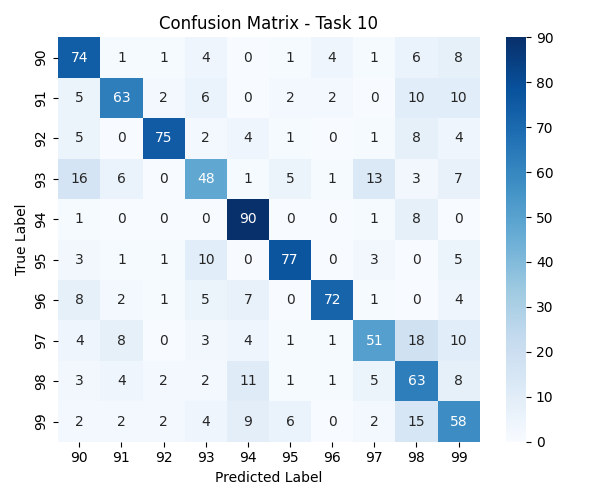 Confusion Matrix - Task 10
90 74 1 1 4 0 1 4 1 6 8
91 5 63 2 6 0 2 2 0 10 10
92 5 0 75 2 4 1 0 1 8 4
93 16 6 0 48 1 5 1 13 3 7
94 1 0 0 0 90 0 0 1 8 0
95 3 1 1 10 0 77 0 3 0 5
96 8 2 1 5 7 0 72 1 0 4
97 4 8 0 3 4 1 1 51 18 10
98 3 4 2 2 11 1 1 5 63 8
99 2 2 2 4 9 6 0 2 15 58
90 91 92 93 94 95 96 97 98 99
Predicted Label
True Label
90
80
70
60
50
40
30
20
10
0